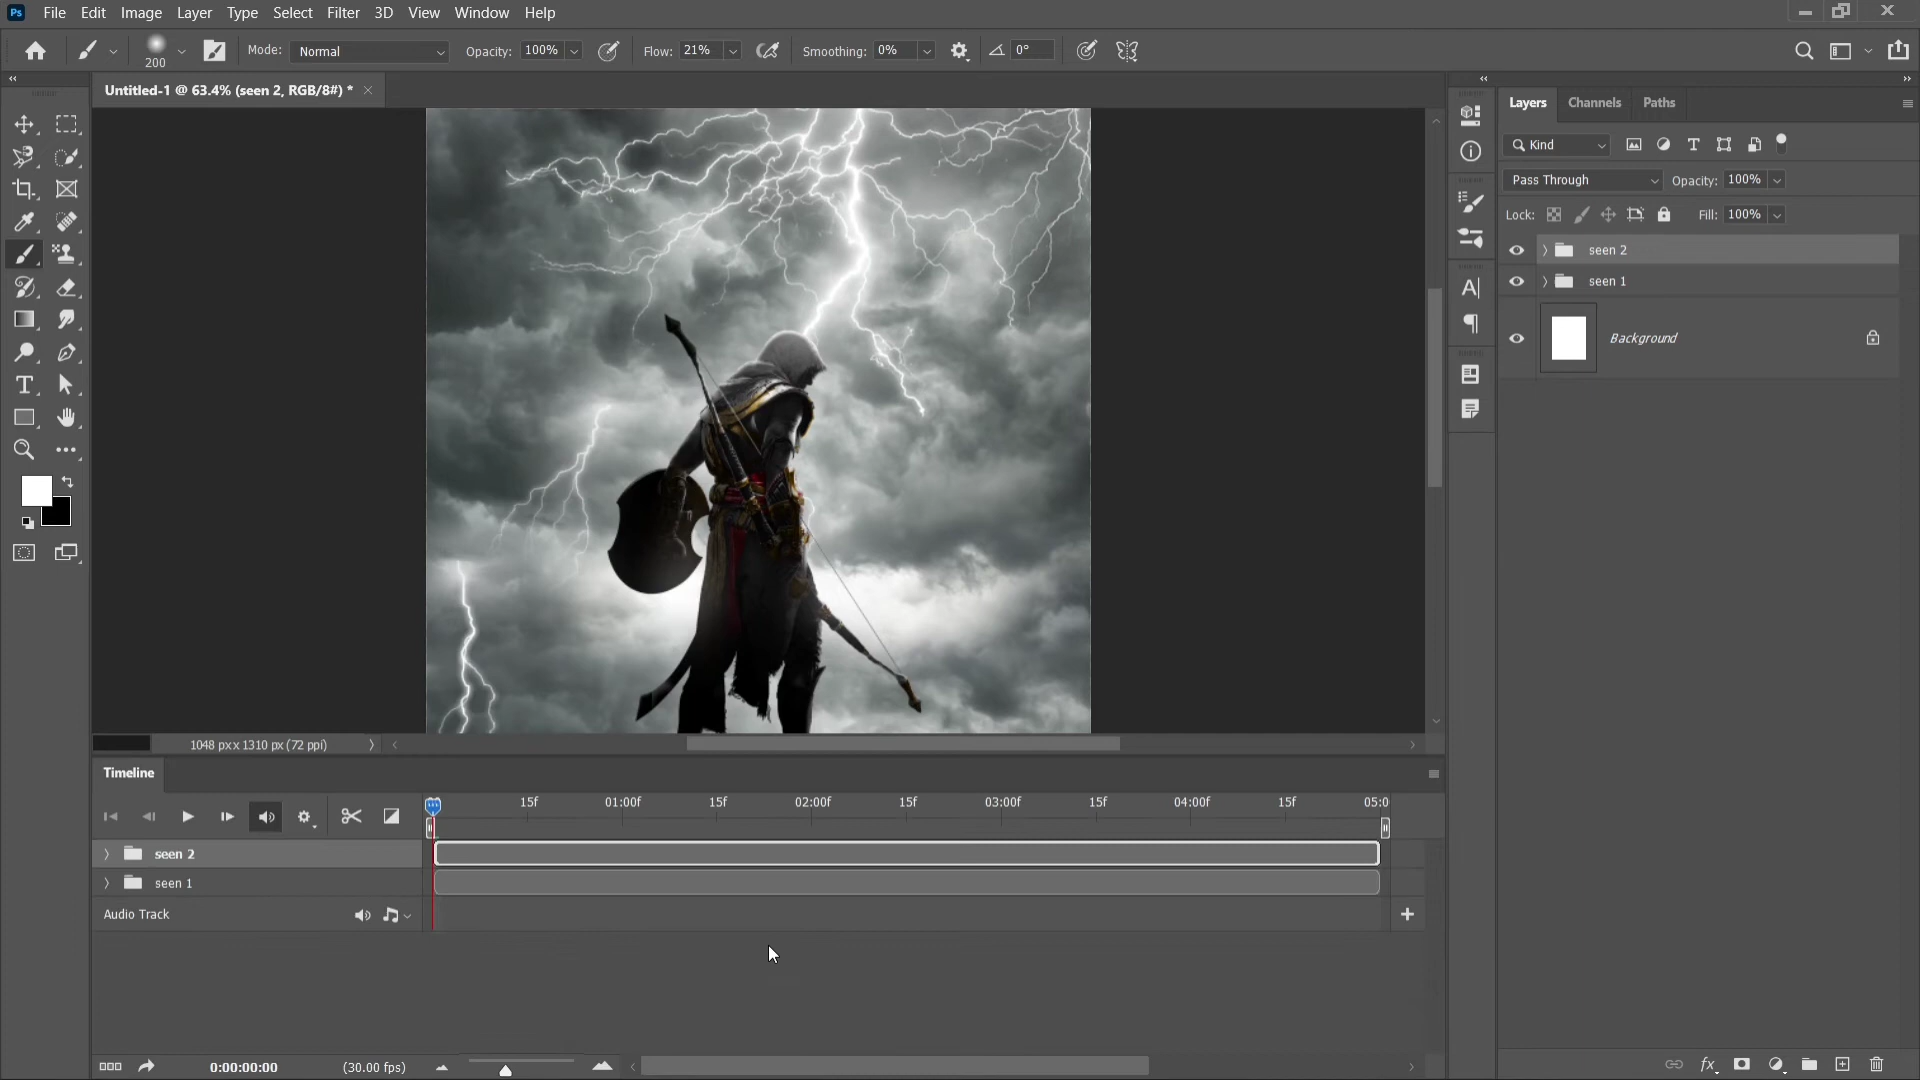 Ps File Edit Image Layer Type Select Filter 3D View Window Help
200 Mode: Normal Opacity: 100% Flow: 21% Smoothing: 0% 0°
Untitled-1 @ 63.4% (seen 2, RGB/8#) *
Layers Channels Paths
Kind
Pass Through Opacity: 100%
Lock: Fill: 100%
seen 2
seen 1
Background
1048 px x 1310 px (72 ppi)
Timeline
15f 01:00f 15f 02:00f 15f 03:00f 15f 04:00f 15f 05:0
seen 2
seen 1
Audio Track
0:00:00:00 (30.00 fps)